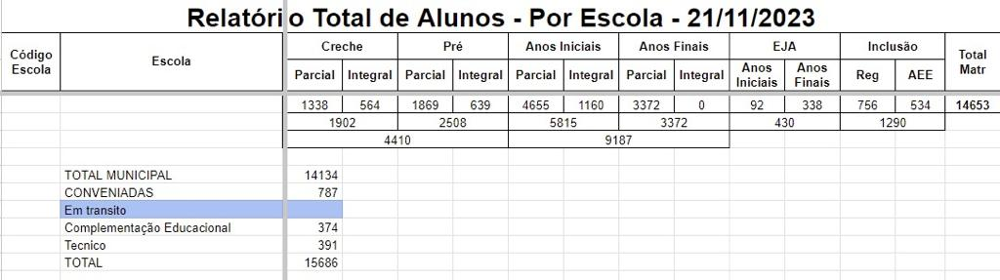 Relatório Total de Alunos - Por Escola - 21/11/2023
Código Escola Escola Creche Pré Anos Iniciais Anos Finais EJA Inclusão Total Matr
Parcial Integral Parcial Integral Parcial Integral Parcial Integral Anos Iniciais Anos Finais Reg AEE
1338 564 1869 639 4655 1160 3372 0 92 338 756 534 14653
1902 2508 5815 3372 430 1290
4410 9187
TOTAL MUNICIPAL 14134
CONVENIADAS 787
Em transito
Complementação Educacional 374
Tecnico 391
TOTAL 15686